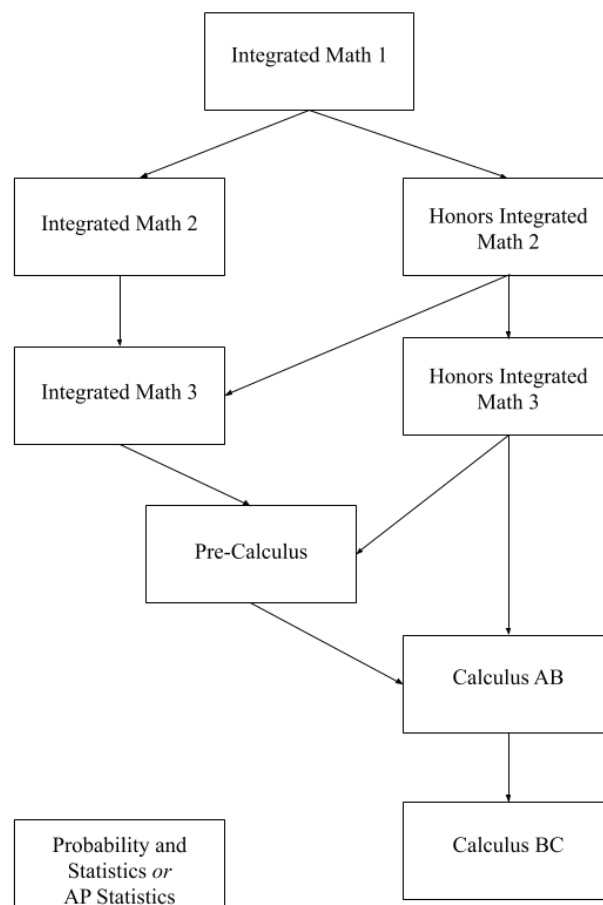 Integrated Math 1
Integrated Math 2
Honors Integrated
Math 2
Integrated Math 3
Honors Integrated
Math 3
Pre-Calculus
Calculus AB
Probability and
Statistics or
AP Statistics
Calculus BC